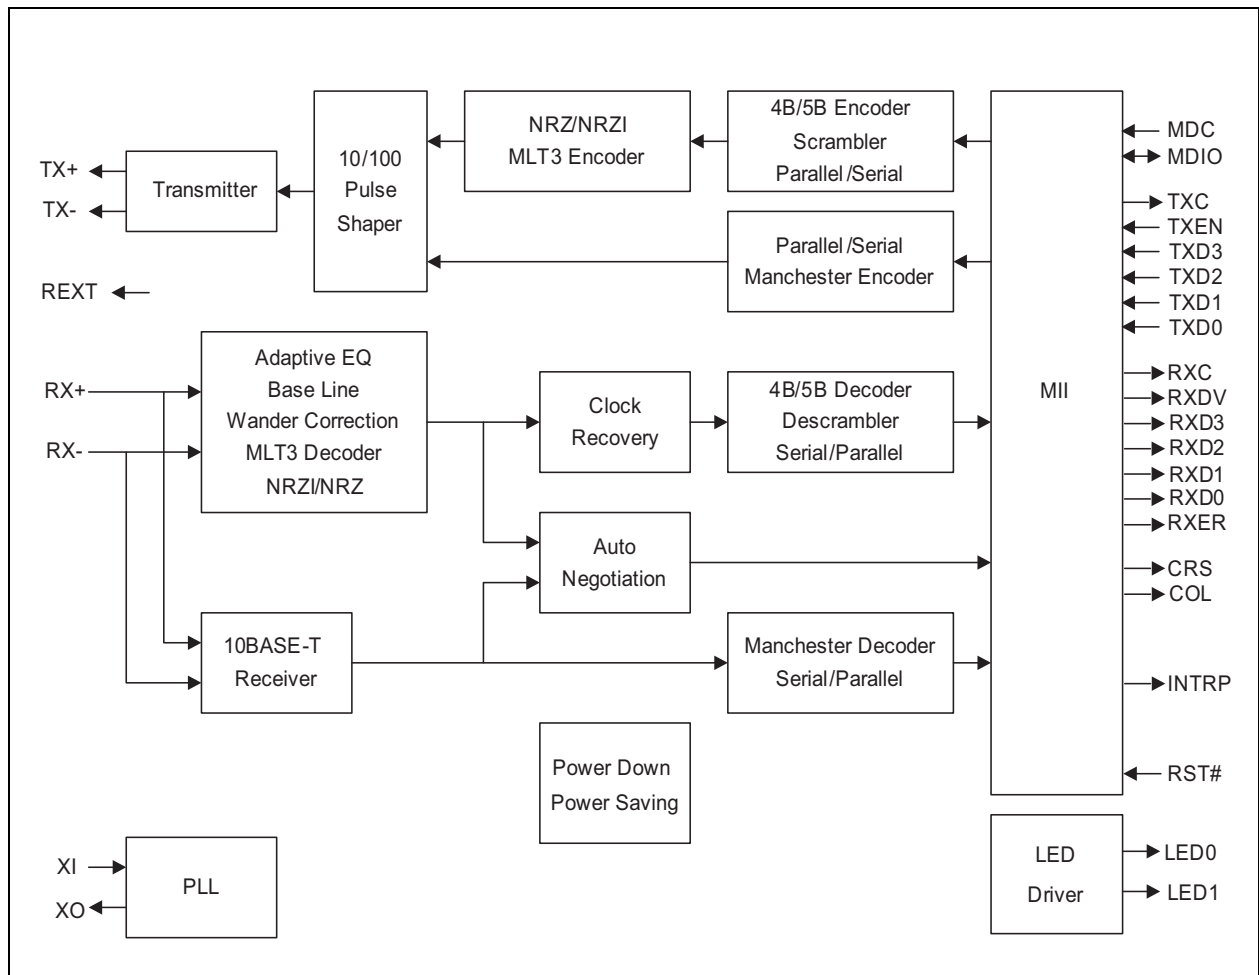 TX+
TX-
REXT
RX+
RX-
XI
XO
Transmitter
10/100
Pulse
Shaper
NRZ/NRZI
MLT3 Encoder
4B/5B Encoder
Scrambler
Parallel/Serial
Parallel/Serial
Manchester Encoder
Adaptive EQ
Base Line
Wander Correction
MLT3 Decoder
NRZI/NRZ
Clock
Recovery
4B/5B Decoder
Descrambler
Serial/Parallel
Auto
Negotiation
10BASE-T
Receiver
Manchester Decoder
Serial/Parallel
Power Down
Power Saving
PLL
MII
LED
Driver
MDC
MDIO
TXC
TXEN
TXD3
TXD2
TXD1
TXD0
RXC
RXDV
RXD3
RXD2
RXD1
RXD0
RXER
CRS
COL
INTRP
RST#
LED0
LED1